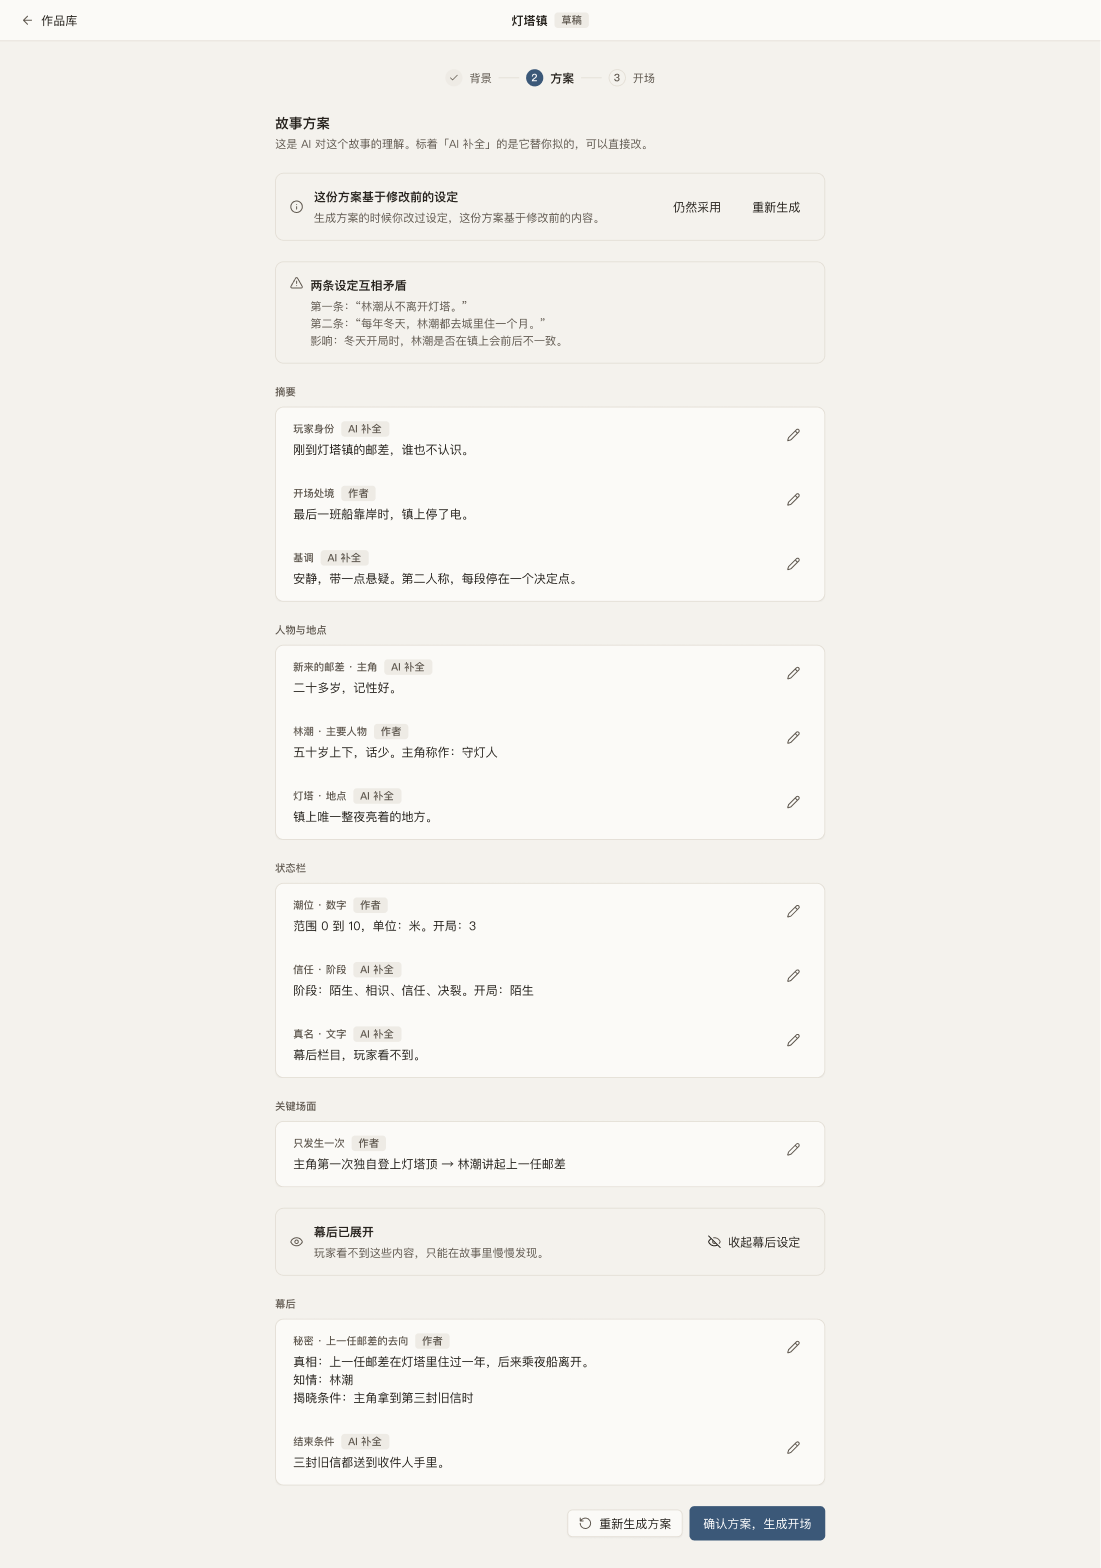 作品库
灯塔镇 草稿
背景 2 方案 3 开场
故事方案
这是 AI 对这个故事的理解。标着「AI 补全」的是它替你拟的，可以直接改。
这份方案基于修改前的设定
生成方案的时候你改过设定，这份方案基于修改前的内容。
仍然采用 重新生成
两条设定互相矛盾
第一条：“林潮从不离开灯塔。”
第二条：“每年冬天，林潮都去城里住一个月。”
影响：冬天开局时，林潮是否在镇上会前后不一致。
摘要
玩家身份 AI 补全
刚到灯塔镇的邮差，谁也不认识。
开场处境 作者
最后一班船靠岸时，镇上停了电。
基调 AI 补全
安静，带一点悬疑。第二人称，每段停在一个决定点。
人物与地点
新来的邮差 · 主角 AI 补全
二十多岁，记性好。
林潮 · 主要人物 作者
五十岁上下，话少。主角称作：守灯人
灯塔 · 地点 AI 补全
镇上唯一整夜亮着的地方。
状态栏
潮位 · 数字 作者
范围 0 到 10，单位：米。开局：3
信任 · 阶段 AI 补全
阶段：陌生、相识、信任、决裂。开局：陌生
真名 · 文字 AI 补全
幕后栏目，玩家看不到。
关键场面
只发生一次 作者
主角第一次独自登上灯塔顶 → 林潮讲起上一任邮差
幕后已展开
玩家看不到这些内容，只能在故事里慢慢发现。
收起幕后设定
幕后
秘密 · 上一任邮差的去向 作者
真相：上一任邮差在灯塔里住过一年，后来乘夜船离开。
知情：林潮
揭晓条件：主角拿到第三封旧信时
结束条件 AI 补全
三封旧信都送到收件人手里。
重新生成方案 确认方案，生成开场